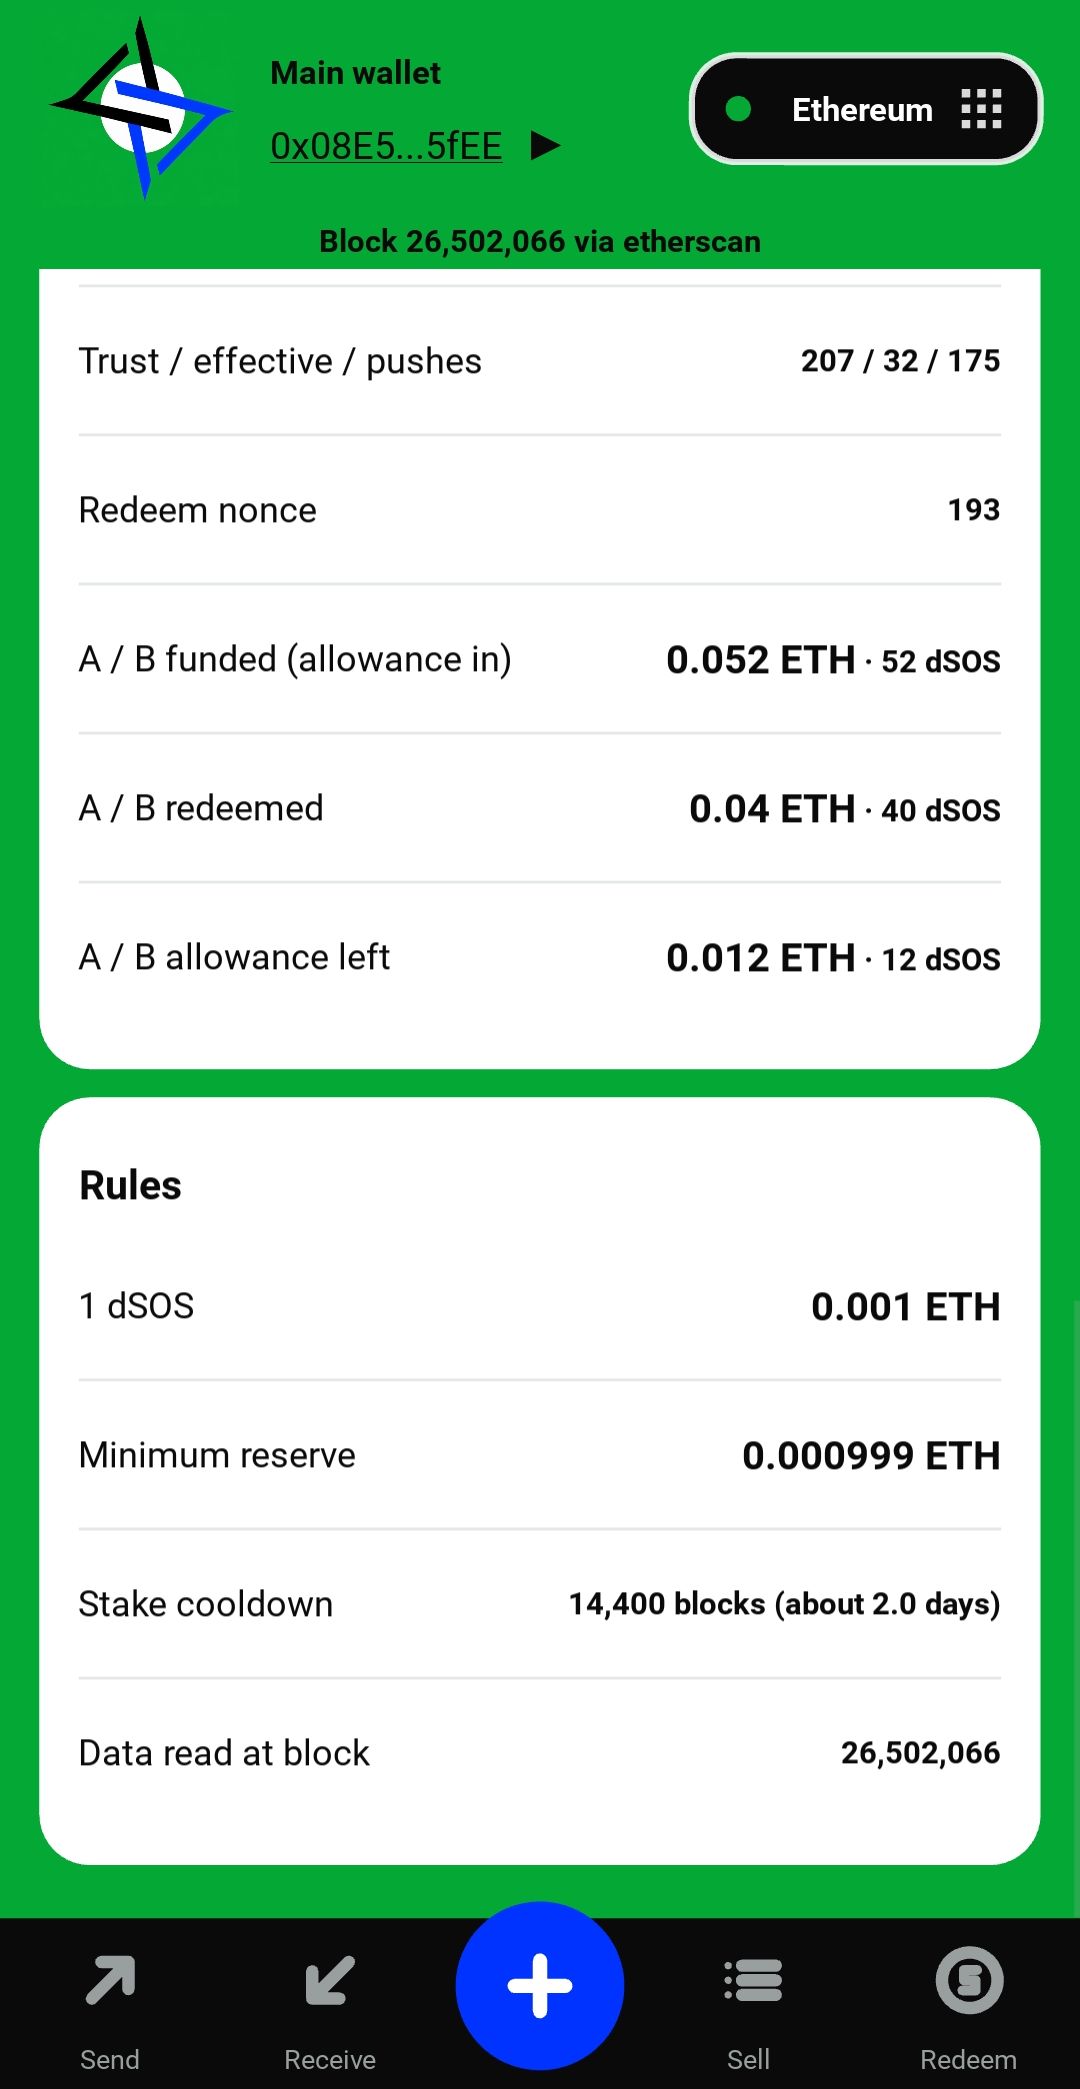 Main wallet
0x08E5...5fEE
Ethereum
Block 26,502,066 via etherscan
Trust / effective / pushes 207 / 32 / 175
Redeem nonce 193
A / B funded (allowance in) 0.052 ETH · 52 dSOS
A / B redeemed 0.04 ETH · 40 dSOS
A / B allowance left 0.012 ETH · 12 dSOS
Rules
1 dSOS 0.001 ETH
Minimum reserve 0.000999 ETH
Stake cooldown 14,400 blocks (about 2.0 days)
Data read at block 26,502,066
Send Receive Sell Redeem